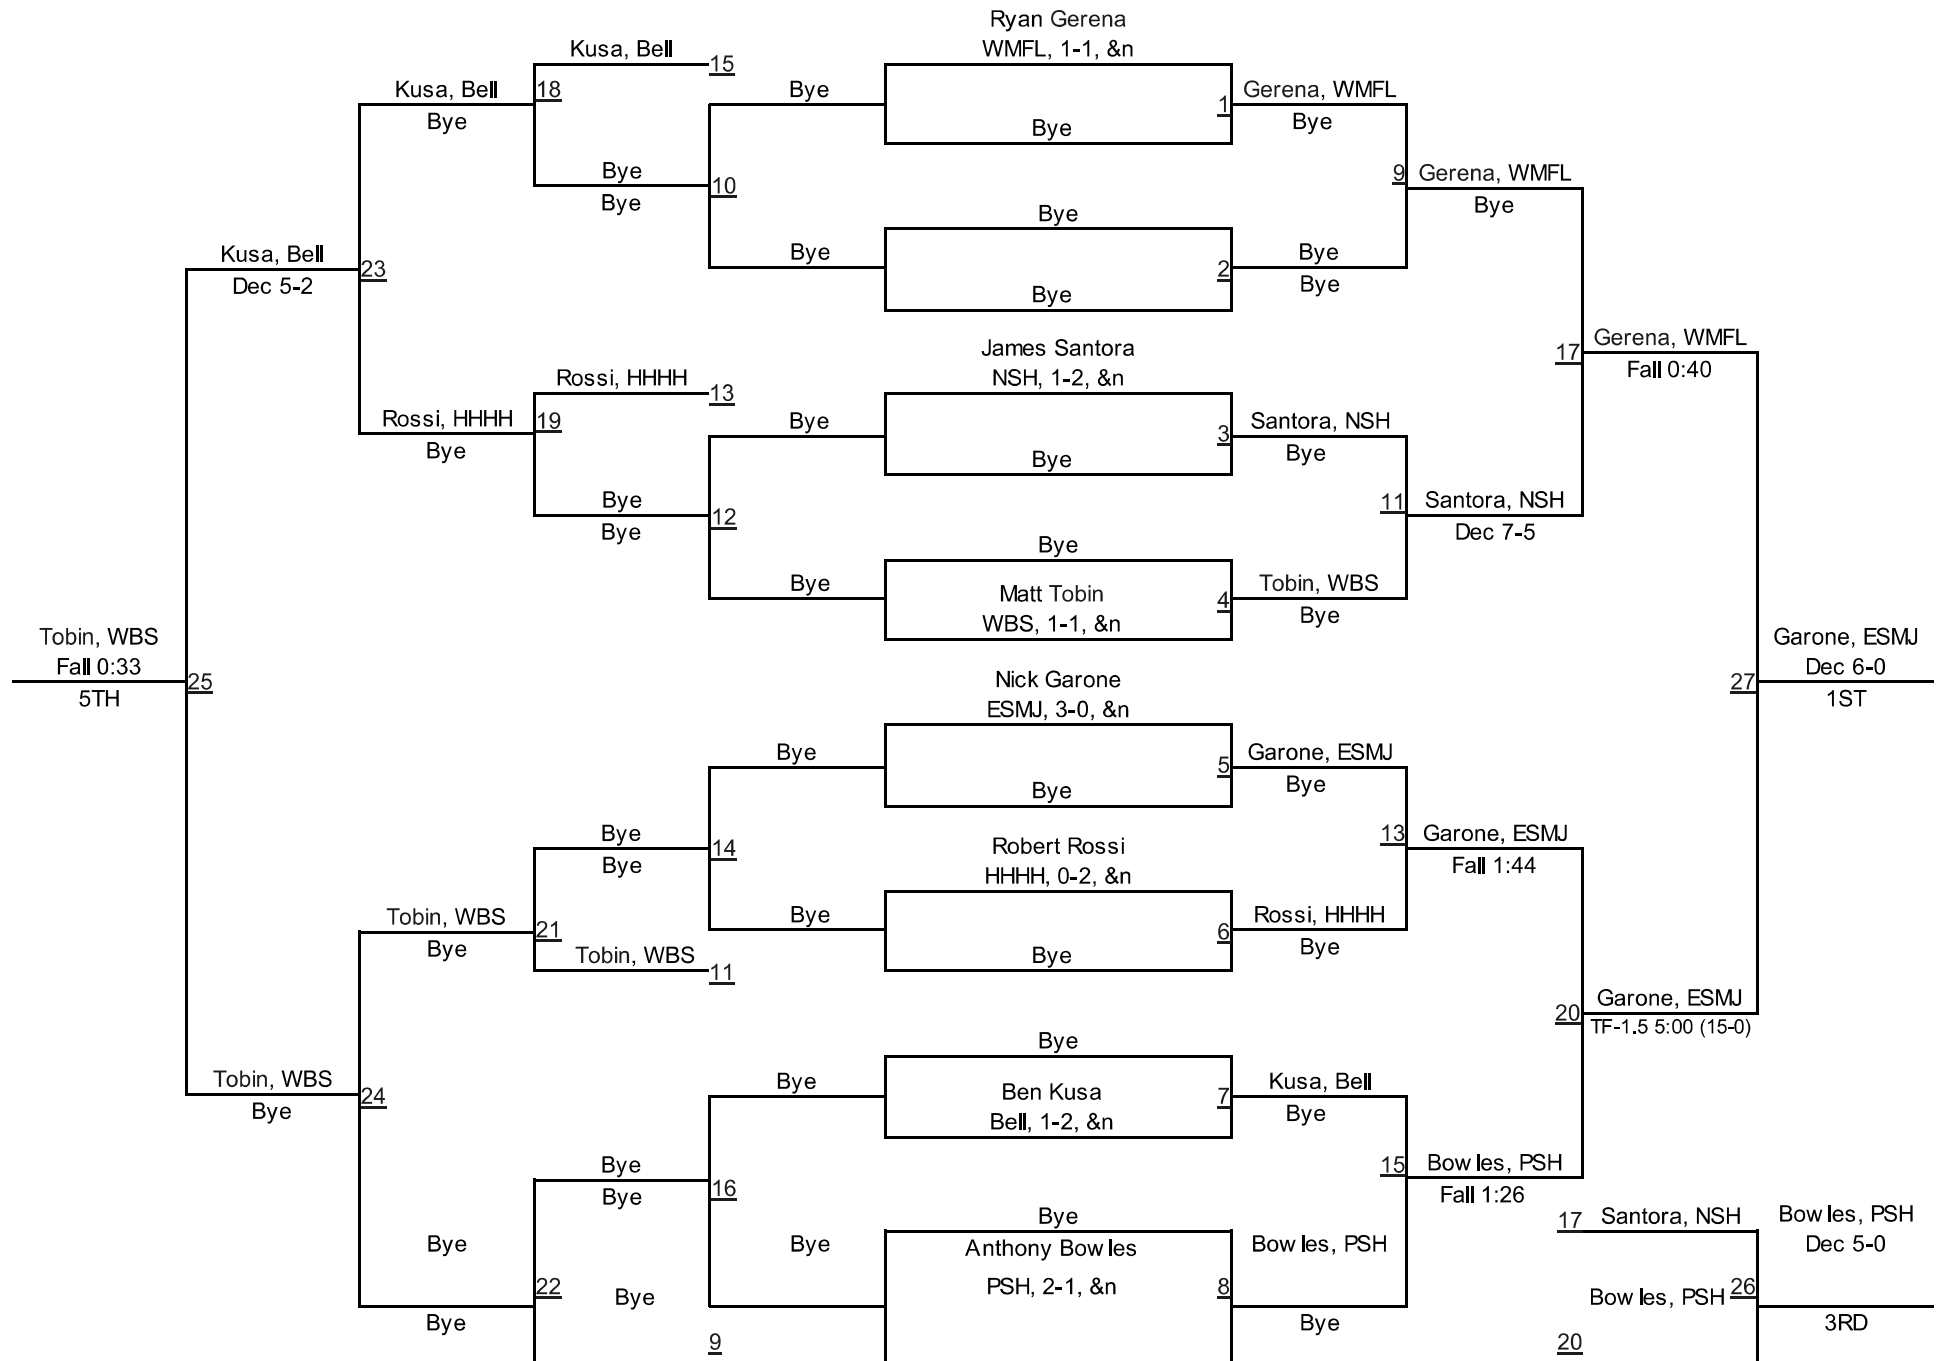 Ryan Gerena
Kusa, Bell
15
WMFL, 1-1, &n
Kusa, Bell
18
Bye
1
Gerena, WMFL
Bye
Bye
Bye
Bye
10
9
Gerena, WMFL
Bye
Bye
Bye
Kusa, Bell
23
Bye
2
Bye
Dec 5-2
Bye
Bye
James Santora
17
Gerena, WMFL
Rossi, HHHH
13
NSH, 1-2, &n
Fall 0:40
Rossi, HHHH
19
Bye
3
Santora, NSH
Bye
Bye
Bye
Bye
12
11
Santora, NSH
Bye
Dec 7-5
Bye
Bye
Matt Tobin
4
Tobin, WBS
WBS, 1-1, &n
Bye
Tobin, WBS
Garone, ESMJ
Fall 0:33
25
Nick Garone
27
Dec 6-0
5TH
ESMJ, 3-0, &n
1ST
Bye
5
Garone, ESMJ
Bye
Bye
Bye
14
Robert Rossi
13
Garone, ESMJ
Bye
HHHH, 0-2, &n
Fall 1:44
Tobin, WBS
21
Bye
6
Rossi, HHHH
Bye
Tobin, WBS
11
Bye
Bye
20
Garone, ESMJ
Bye
TF-1.5 5:00 (15-0)
Tobin, WBS
24
Bye
Ben Kusa
7
Kusa, Bell
Bye
Bell, 1-2, &n
Bye
Bye
16
15
Bowles, PSH
Bye
Fall 1:26
Bye
17
Santora, NSH
Bowles, PSH
Bye
Bye
Anthony Bowles
Bowles, PSH
Dec 5-0
22
Bye
PSH, 2-1, &n
8
Bowles, PSH
26
Bye
Bye
3RD
9
20